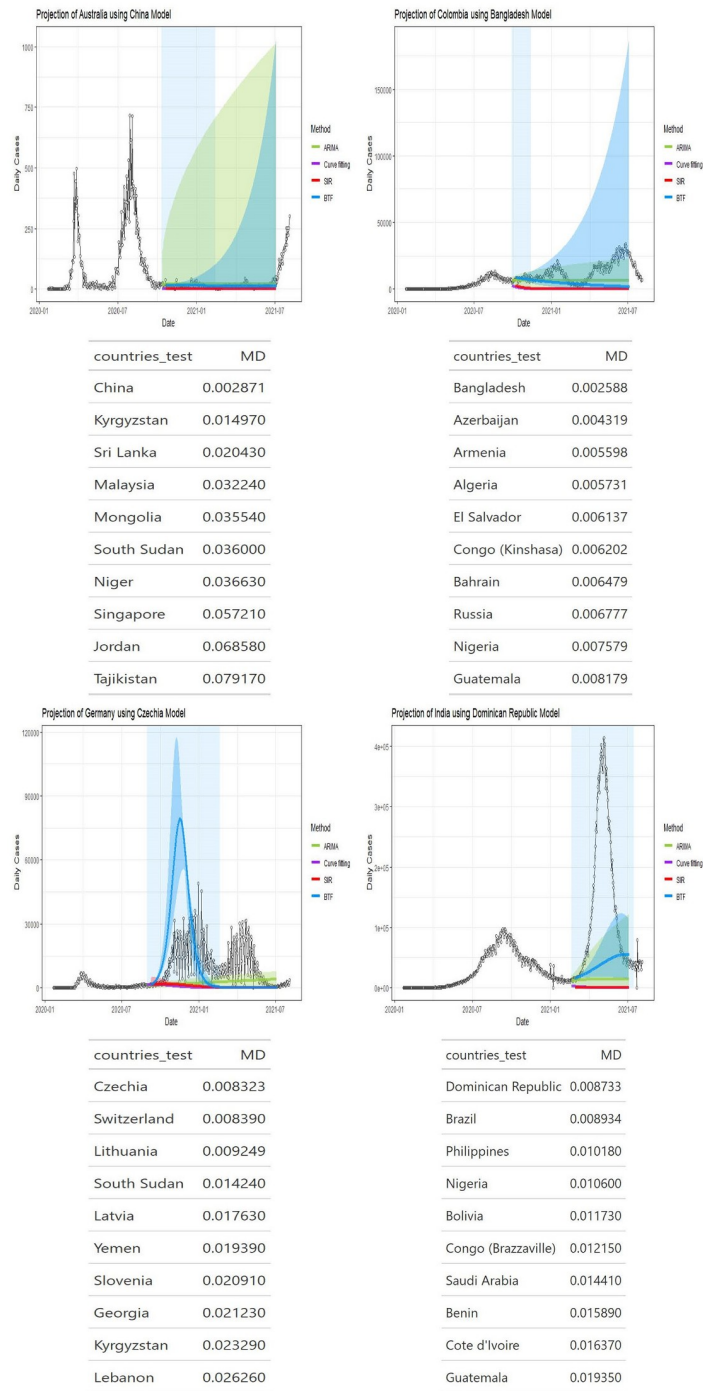 Projection of Australia using China Model
1000
750
500
250
0
Daily Cases
2020-01
2020-07
2021-01
2021-07
Date
Method
ARIMA
Curve fitting
SIR
BTF
Projection of Colombia using Bangladesh Model
150000
100000
50000
0
Daily Cases
2020-01
2020-07
2021-01
2021-07
Date
Method
ARIMA
Curve fitting
SIR
BTF
countries_test MD
China 0.002871
Kyrgyzstan 0.014970
Sri Lanka 0.020430
Malaysia 0.032240
Mongolia 0.035540
South Sudan 0.036000
Niger 0.036630
Singapore 0.057210
Jordan 0.068580
Tajikistan 0.079170
countries_test MD
Bangladesh 0.002588
Azerbaijan 0.004319
Armenia 0.005598
Algeria 0.005731
El Salvador 0.006137
Congo (Kinshasa) 0.006202
Bahrain 0.006479
Russia 0.006777
Nigeria 0.007579
Guatemala 0.008179
Projection of Germany using Czechia Model
120000
90000
60000
30000
0
Daily Cases
2020-01
2020-07
2021-01
2021-07
Date
Method
ARIMA
Curve fitting
SIR
BTF
Projection of India using Dominican Republic Model
4e+05
3e+05
2e+05
1e+05
0e+00
Daily Cases
2020-01
2020-07
2021-01
2021-07
Date
Method
ARIMA
Curve fitting
SIR
BTF
countries_test MD
Czechia 0.008323
Switzerland 0.008390
Lithuania 0.009249
South Sudan 0.014240
Latvia 0.017630
Yemen 0.019390
Slovenia 0.020910
Georgia 0.021230
Kyrgyzstan 0.023290
Lebanon 0.026260
countries_test MD
Dominican Republic 0.008733
Brazil 0.008934
Philippines 0.010180
Nigeria 0.010600
Bolivia 0.011730
Congo (Brazzaville) 0.012150
Saudi Arabia 0.014410
Benin 0.015890
Cote d'Ivoire 0.016370
Guatemala 0.019350